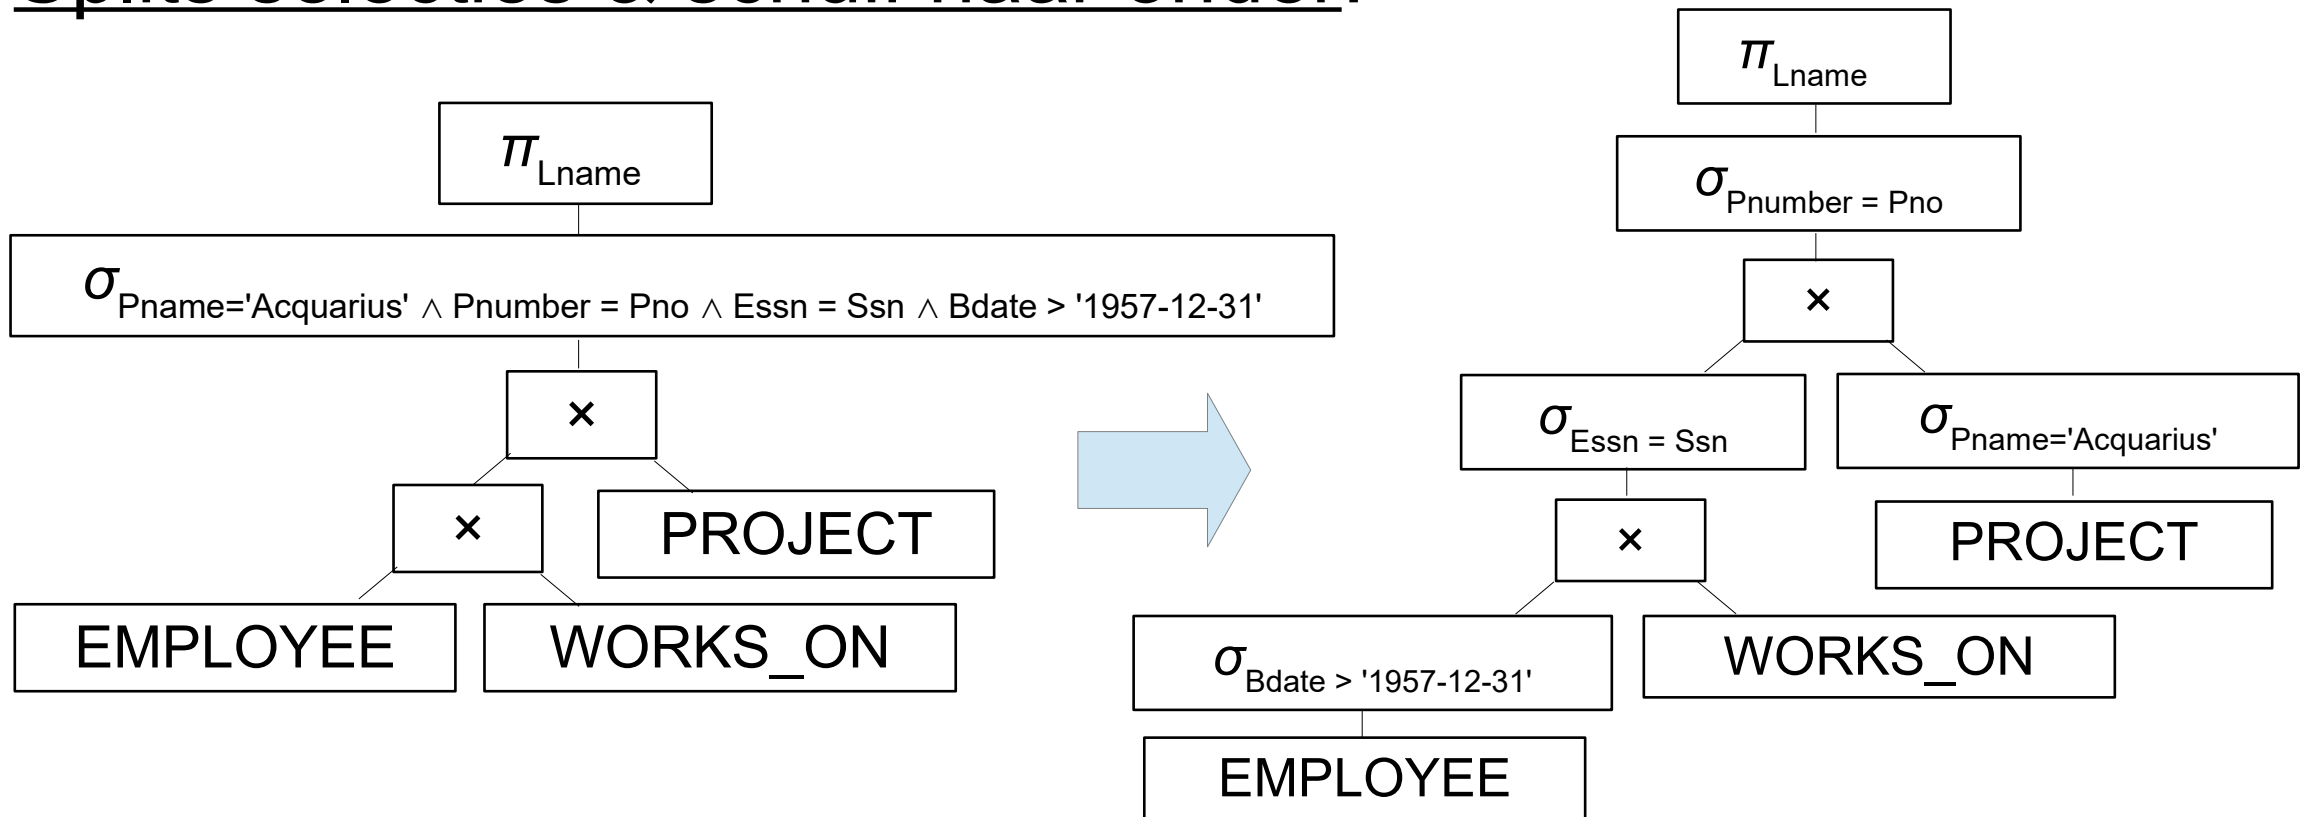 π Lname
σ Pname='Acquarius' ∧ Pnumber = Pno ∧ Essn = Ssn ∧ Bdate > '1957-12-31'
×
×
PROJECT
EMPLOYEE
WORKS_ON
π Lname
σ Pnumber = Pno
×
σ Essn = Ssn
σ Pname='Acquarius'
×
PROJECT
σ Bdate > '1957-12-31'
WORKS_ON
EMPLOYEE